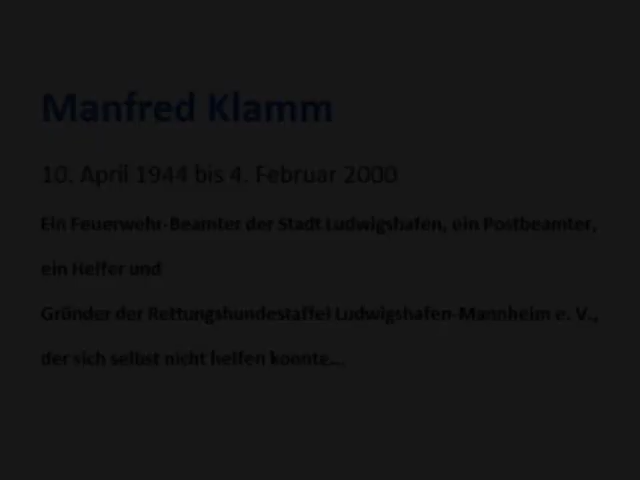 Manfred Klamm
10. April 1944 bis 4. Februar 2000
Ein Feuerwehr-Beamter der Stadt Ludwigshafen, ein Postbeamter,
ein Helfer und
Gründer der Rettungshundestaffel Ludwigshafen-Mannheim e. V.,
der sich selbst nicht helfen konnte...